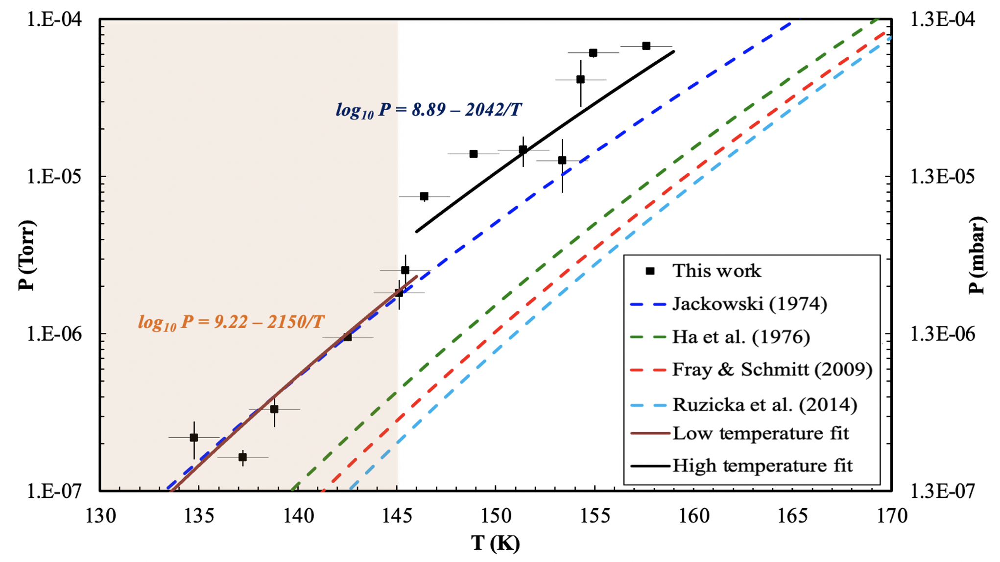 1.E-04
1.3E-04
log10 P = 8.89 – 2042/T
1.E-05
1.3E-05
P (Torr)
P (mbar)
This work
Jackowski (1974)
log10 P = 9.22 – 2150/T
1.E-06
1.3E-06
Ha et al. (1976)
Fray & Schmitt (2009)
Ruzicka et al. (2014)
Low temperature fit
High temperature fit
1.E-07
1.3E-07
130 135 140 145 150 155 160 165 170
T (K)